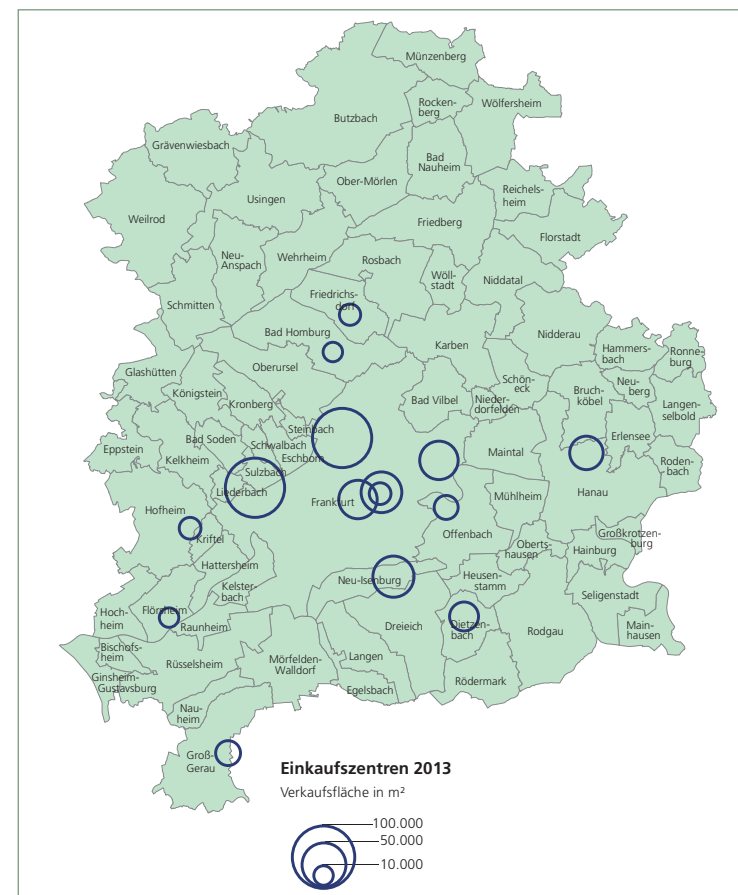 Münzenberg
Rocken-
berg
Wölfersheim
Butzbach
Grävenwiesbach
Bad
Nauheim
Ober-Mörlen
Reichels-
heim
Usingen
Weilrod
Friedberg
Florstadt
Neu-
Anspach
Wehrheim
Rosbach
Wöll-
stadt
Niddatal
Friedrichs-
dorf
Schmitten
Bad Homburg
Karben
Nidderau
Hammers-
bach
Ronne-
burg
Glashütten
Oberursel
Königstein
Kronberg
Bad Vilbel
Schön-
eck
Nieder-
dorfelden
Bruch-
köbel
Neu-
berg
Langen-
selbold
Steinbach
Bad Soden
Schwalbach
Eschborn
Eppstein
Kelkheim
Sulzbach
Liederbach
Maintal
Erlensee
Roden-
bach
Hanau
Mühlheim
Frankfurt
Hofheim
Kriftel
Offenbach
Großkrotzen-
burg
Oberts-
hausen
Hainburg
Hattersheim
Kelster-
bach
Neu-Isenburg
Heusen-
stamm
Seligenstadt
Hoch-
heim
Flörsheim
Raunheim
Dreieich
Dietzen-
bach
Rodgau
Main-
hausen
Bischofs-
heim
Rüsselsheim
Mörfelden-
Walldorf
Langen
Ginsheim-
Gustavsburg
Egelsbach
Rödermark
Nau-
heim
Groß-
Gerau
Einkaufszentren 2013
Verkaufsfläche in m²
100.000
50.000
10.000